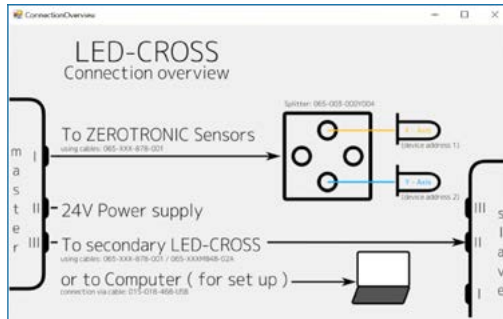 ConnectionOverview
LED-CROSS
Connection overview
Splitter: 065-003-002Y004
X - Axis
(device address 1)
To ZEROTRONIC Sensors
using cables: 065-XXX-878-001
Y - Axis
(device address 2)
master
I
II
III
24V Power supply
To secondary LED-CROSS
using cables: 065-XXX-878-001 / 065-XXXM848-02A
or to Computer ( for set up )
connection via cable: 015-018-468-USB
III
II
I
slave